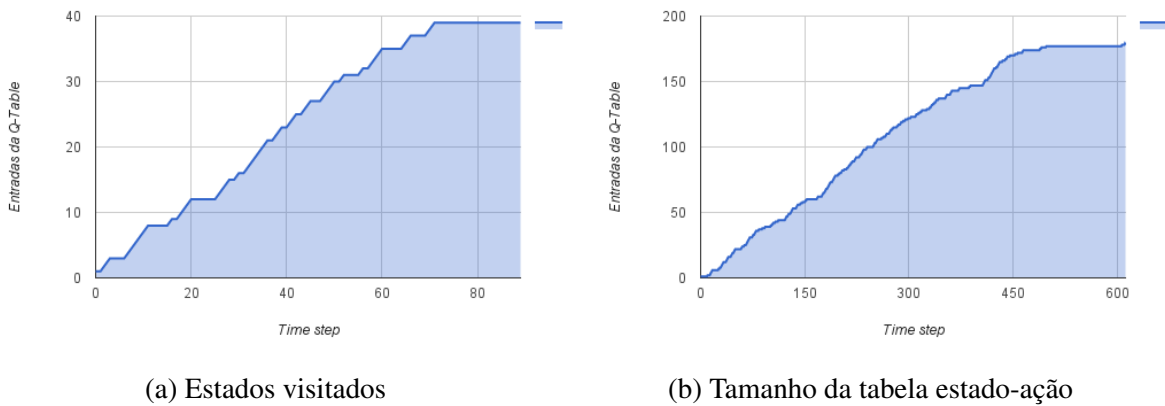 40
30
20
10
0
Entradas da Q-Table
0 20 40 60 80
Time step
(a) Estados visitados
200
150
100
50
0
Entradas da Q-Table
0 150 300 450 600
Time step
(b) Tamanho da tabela estado-ação